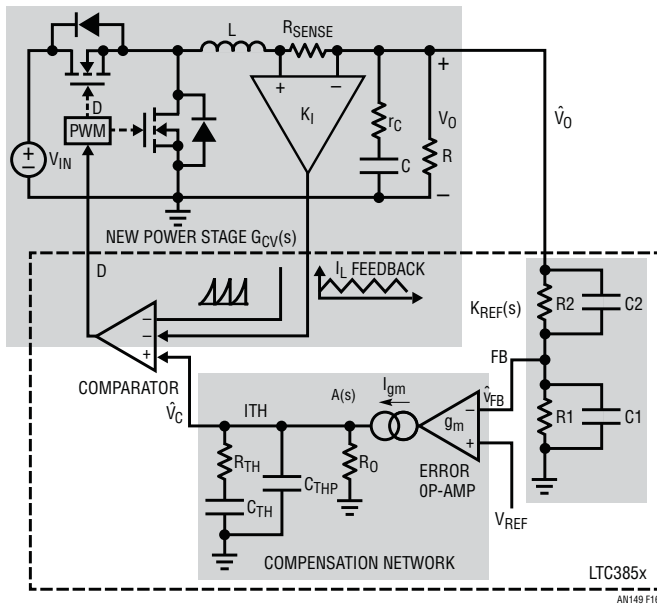 L
R_SENSE
+
−
K_I
D
PWM
V_IN
+
−
r_C
C
+
V_O
R
−
V̂_O
NEW POWER STAGE G_CV(s)
D
I_L FEEDBACK
−
−
+
COMPARATOR
V̂_C
K_REF(s)
R2
C2
FB
v̂_FB
R1
C1
ITH
A(s)
I_gm
g_m
−
+
R_TH
C_TH
C_THP
R_O
ERROR
OP-AMP
V_REF
COMPENSATION NETWORK
LTC385x
AN149 F16